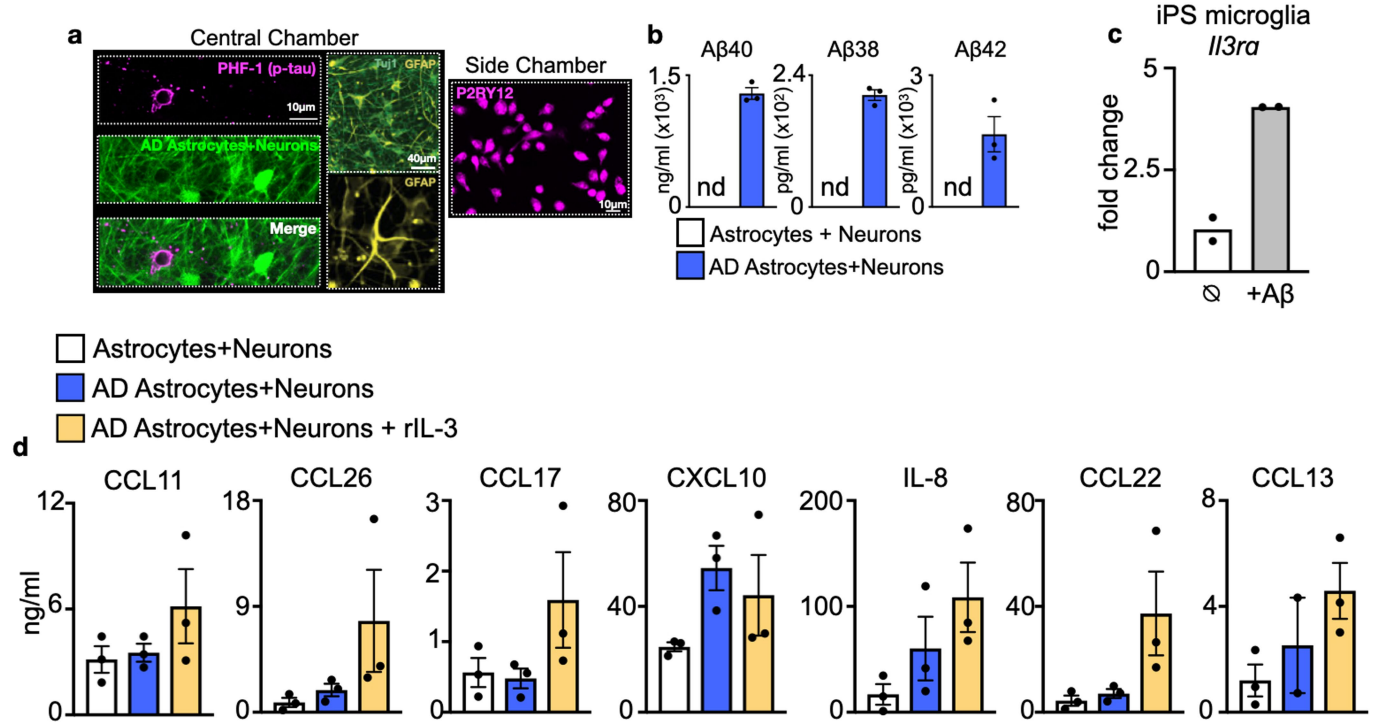 a
Central Chamber
PHF-1 (p-tau)
10µm
AD Astrocytes+Neurons
Merge
Tuj1 GFAP
40µm
GFAP
Side Chamber
P2RY12
10µm
b
Aβ40
Aβ38
Aβ42
ng/ml (x10³)
1.5
0
nd
pg/ml (x10²)
2.4
0
nd
pg/ml (x10³)
3
0
nd
Astrocytes + Neurons
AD Astrocytes+Neurons
c
iPS microglia
Il3ra
fold change
5
2.5
0
∅ +Aβ
Astrocytes+Neurons
AD Astrocytes+Neurons
AD Astrocytes+Neurons + rIL-3
d
ng/ml
CCL11
12
6
0
CCL26
18
9
0
CCL17
3
2
1
0
CXCL10
80
40
0
IL-8
200
100
0
CCL22
80
40
0
CCL13
8
4
0